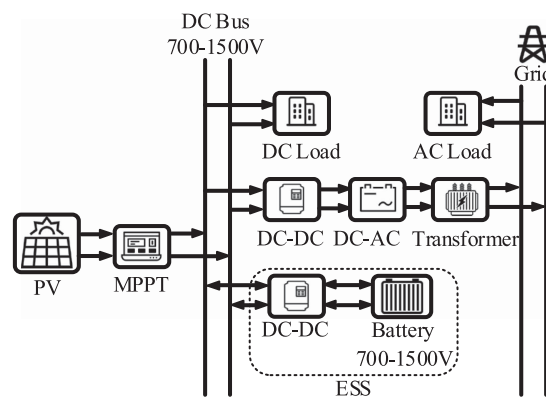 DC Bus
700-1500V
Grid
DC Load
AC Load
DC-DC
DC-AC
Transformer
PV
MPPT
DC-DC
Battery
700-1500V
ESS